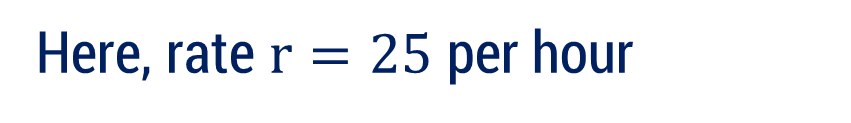 Here, rate r = 25 per hour